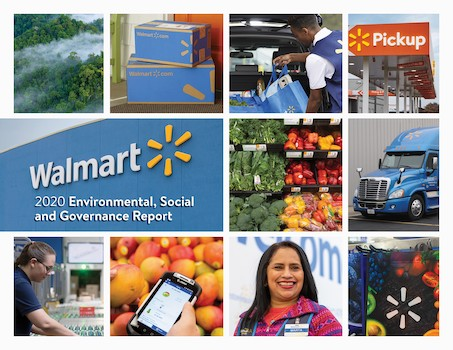 Walmart.com
Walmart.com
Pickup
Walmart
2020 Environmental, Social
and Governance Report